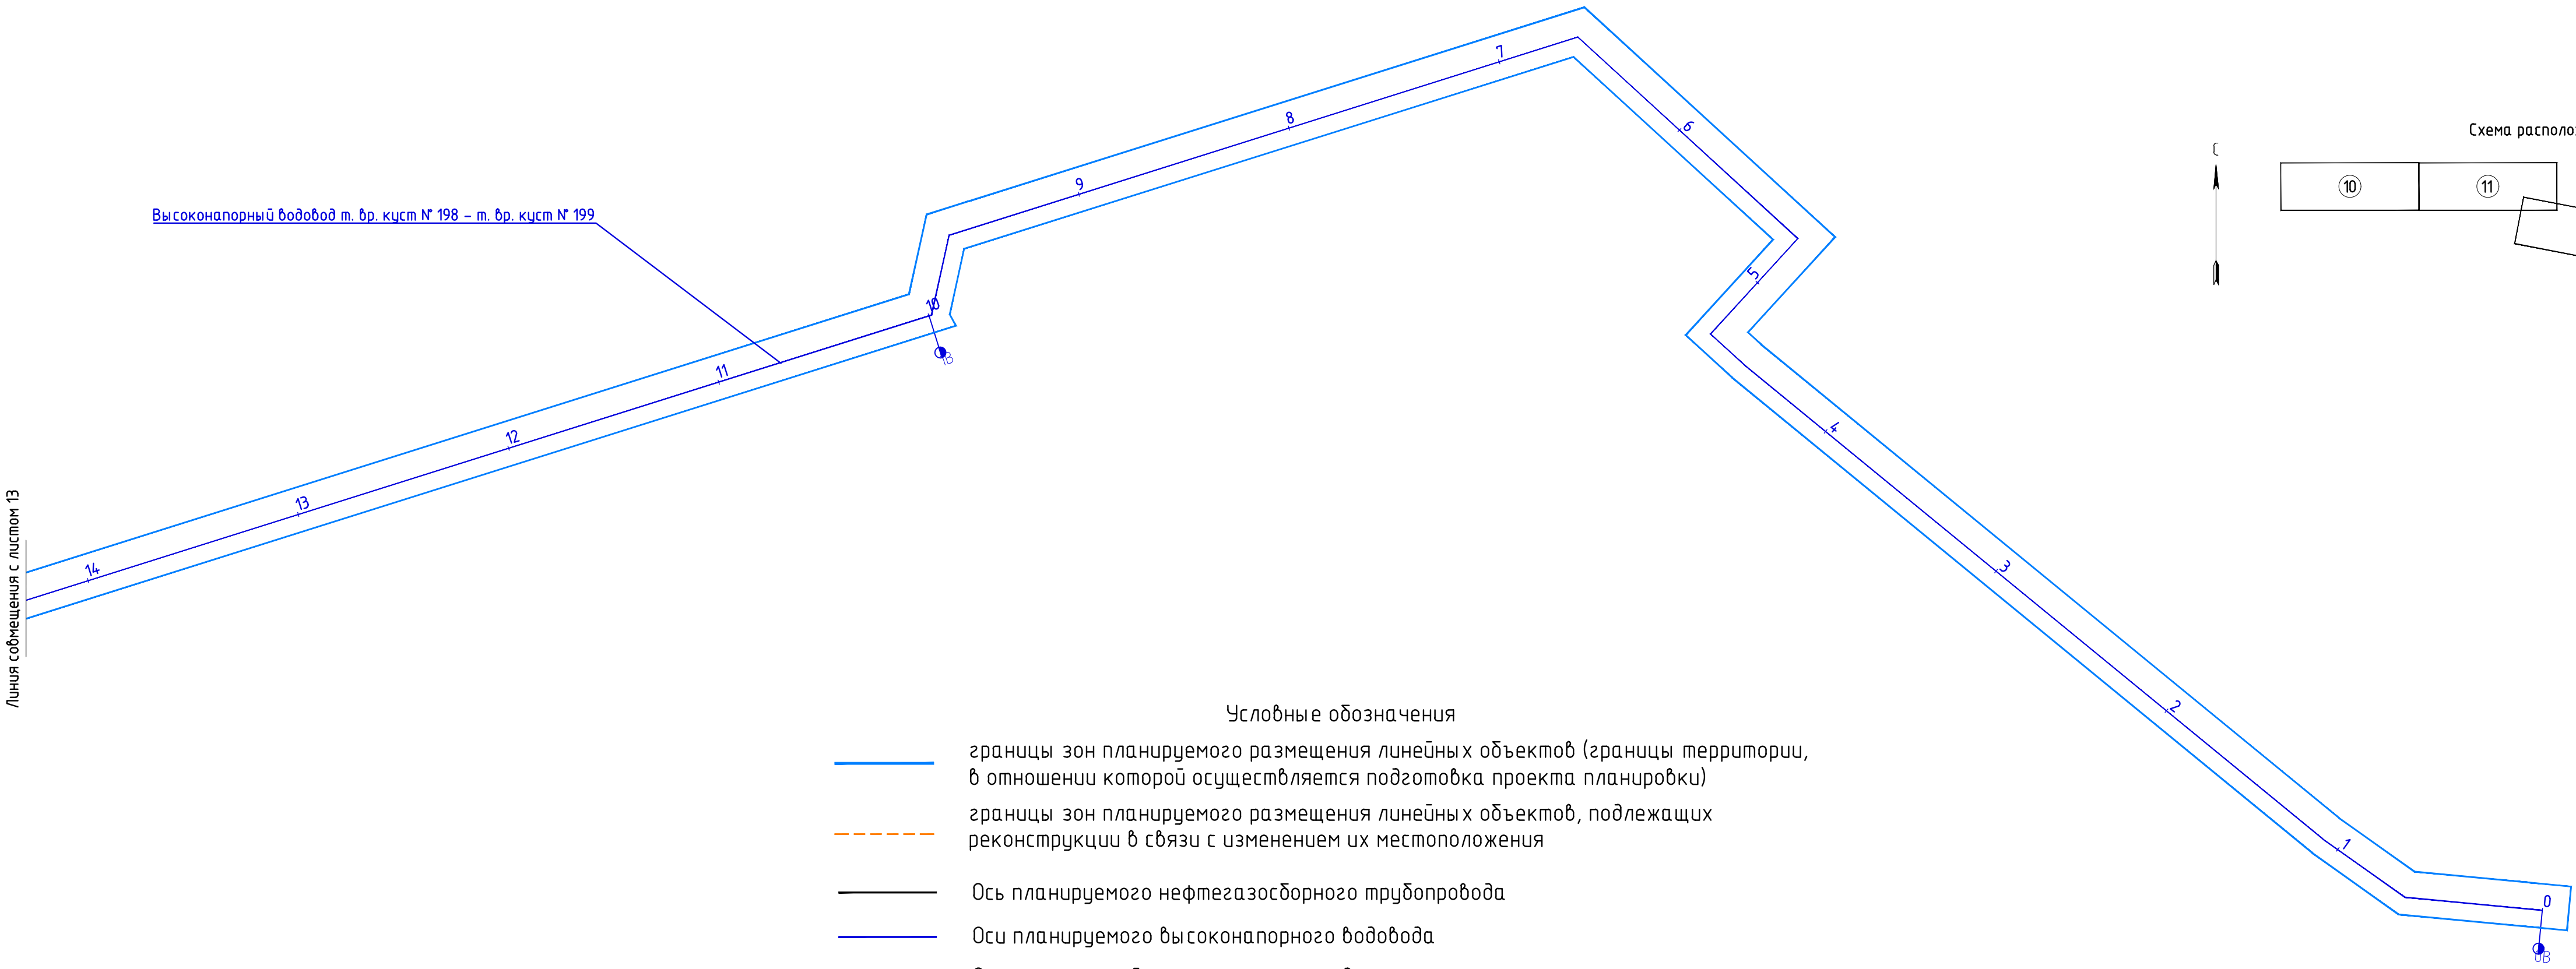 7
6
8
9
5
10
1В
11
4
12
3
13
14
2
1
0
0В
Высоконапорный водовод т. вр. куст № 198 – т. вр. куст № 199
Линия совмещения с листом 13
Схема располо
С
10
11
Условные обозначения
границы зон планируемого размещения линейных объектов (границы территории,
в отношении которой осуществляется подготовка проекта планировки)
границы зон планируемого размещения линейных объектов, подлежащих
реконструкции в связи с изменением их местоположения
Ось планируемого нефтегазосборного трубопровода
Оси планируемого высоконапорного водовода